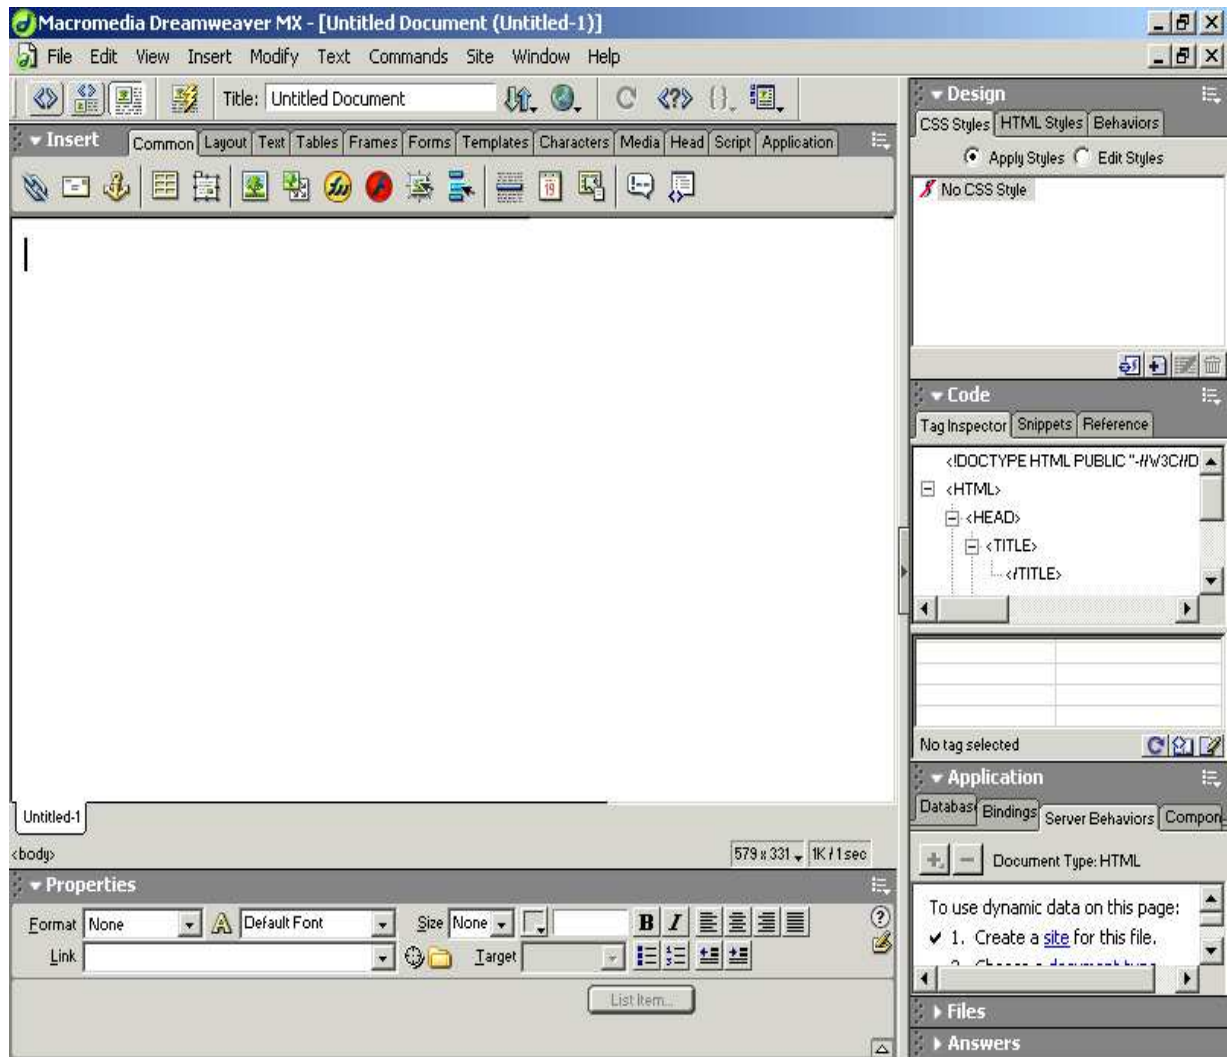 Macromedia Dreamweaver MX - [Untitled Document (Untitled-1)]
File Edit View Insert Modify Text Commands Site Window Help
Title: Untitled Document
Insert Common Layout Text Tables Frames Forms Templates Characters Media Head Script Application
19
Untitled-1
<body> 579 x 331 1K / 1 sec
Properties
Format None Default Font Size None B I
Link Target
List Item...
Design
CSS Styles HTML Styles Behaviors
Apply Styles Edit Styles
No CSS Style
Code
Tag Inspector Snippets Reference
<!DOCTYPE HTML PUBLIC "-//W3C//D
<HTML>
<HEAD>
<TITLE>
</TITLE>
No tag selected
Application
Databas Bindings Server Behaviors Compon
Document Type: HTML
To use dynamic data on this page:
1. Create a site for this file.
Files
Answers